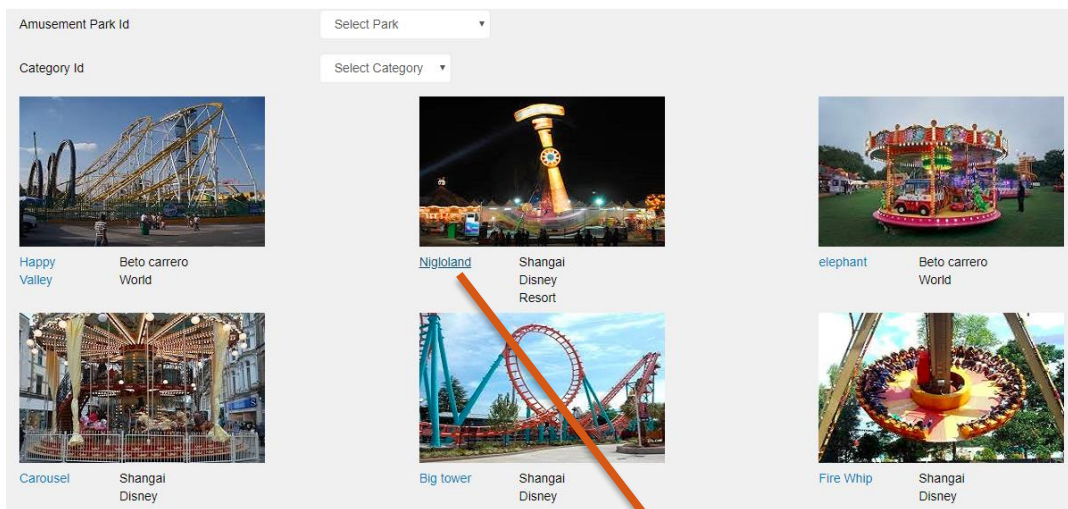 Amusement Park Id Select Park
Category Id Select Category
Happy Beto carrero
Valley World
Nigloland Shangai
Disney
Resort
elephant Beto carrero
World
Carousel Shangai
Disney
Big tower Shangai
Disney
Fire Whip Shangai
Disney